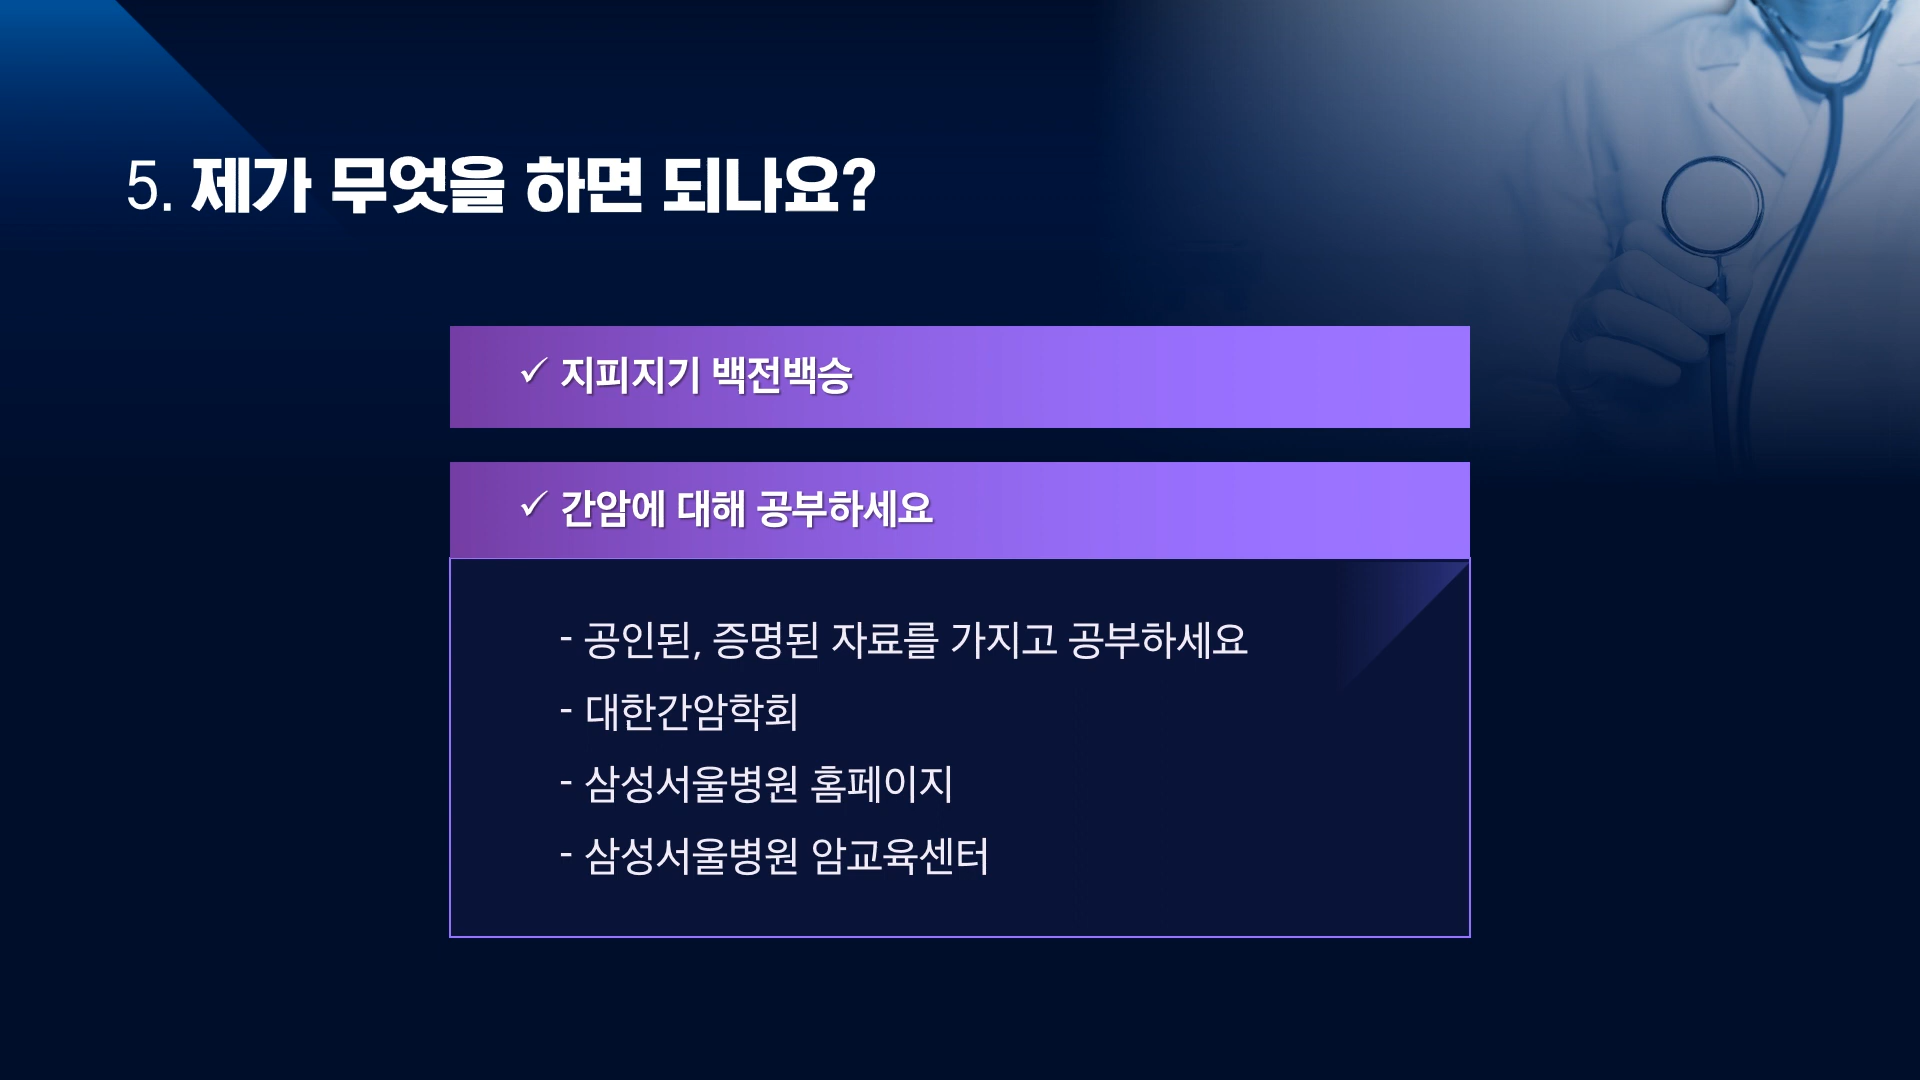 5. 제가 무엇을 하면 되나요?
✓ 지피지기 백전백승
✓ 간암에 대해 공부하세요
- 공인된, 증명된 자료를 가지고 공부하세요
- 대한간암학회
- 삼성서울병원 홈페이지
- 삼성서울병원 암교육센터